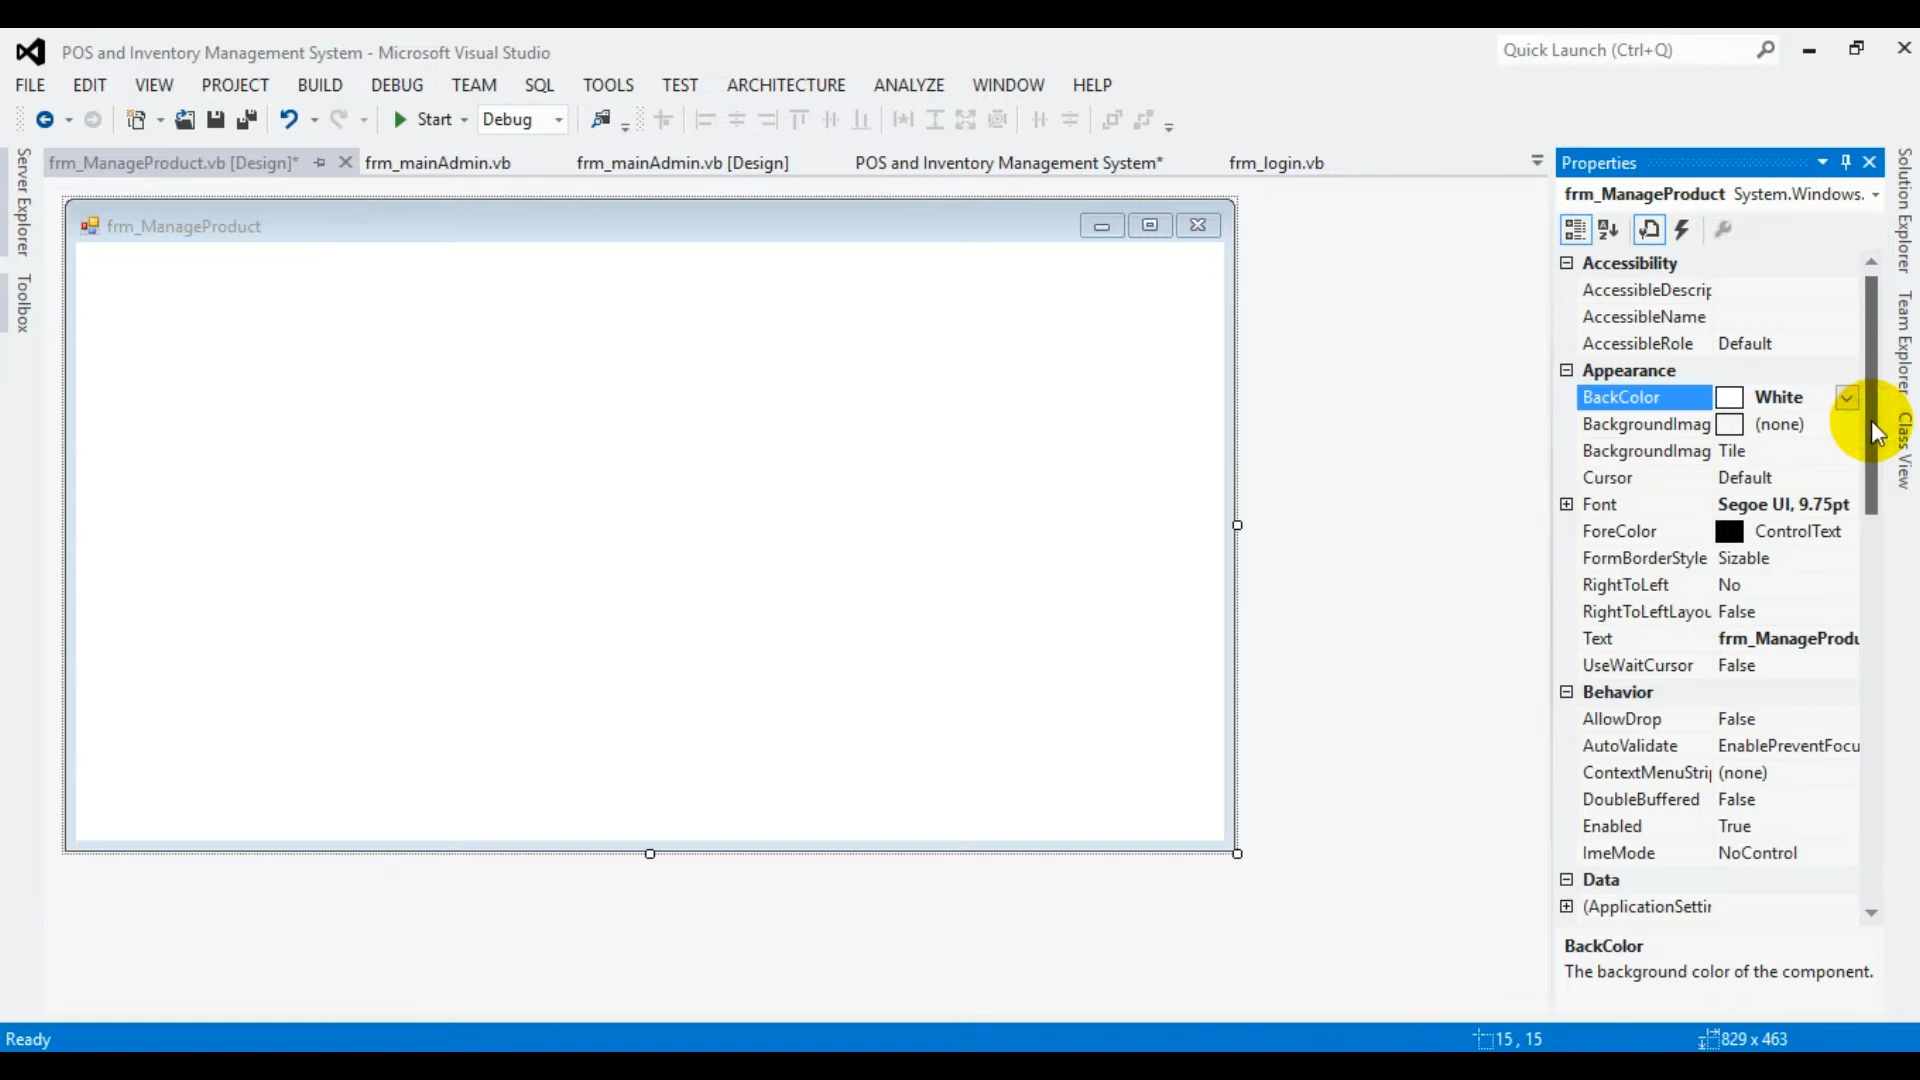 POS and Inventory Management System - Microsoft Visual Studio
Quick Launch (Ctrl+Q)
FILE EDIT VIEW PROJECT BUILD DEBUG TEAM SQL TOOLS TEST ARCHITECTURE ANALYZE WINDOW HELP
Start Debug
frm_ManageProduct.vb [Design]* frm_mainAdmin.vb frm_mainAdmin.vb [Design] POS and Inventory Management System* frm_login.vb
Server Explorer
Toolbox
frm_ManageProduct
Properties
frm_ManageProduct System.Windows.
Accessibility
AccessibleDescrip
AccessibleName
AccessibleRole Default
Appearance
BackColor White
BackgroundImag (none)
BackgroundImag Tile
Cursor Default
Font Segoe UI, 9.75pt
ForeColor ControlText
FormBorderStyle Sizable
RightToLeft No
RightToLeftLayou False
Text frm_ManageProdu
UseWaitCursor False
Behavior
AllowDrop False
AutoValidate EnablePreventFocu
ContextMenuStrip (none)
DoubleBuffered False
Enabled True
ImeMode NoControl
Data
(ApplicationSettin
BackColor
The background color of the component.
Solution Explorer
Team Explorer
Class View
Ready
15 , 15
829 x 463